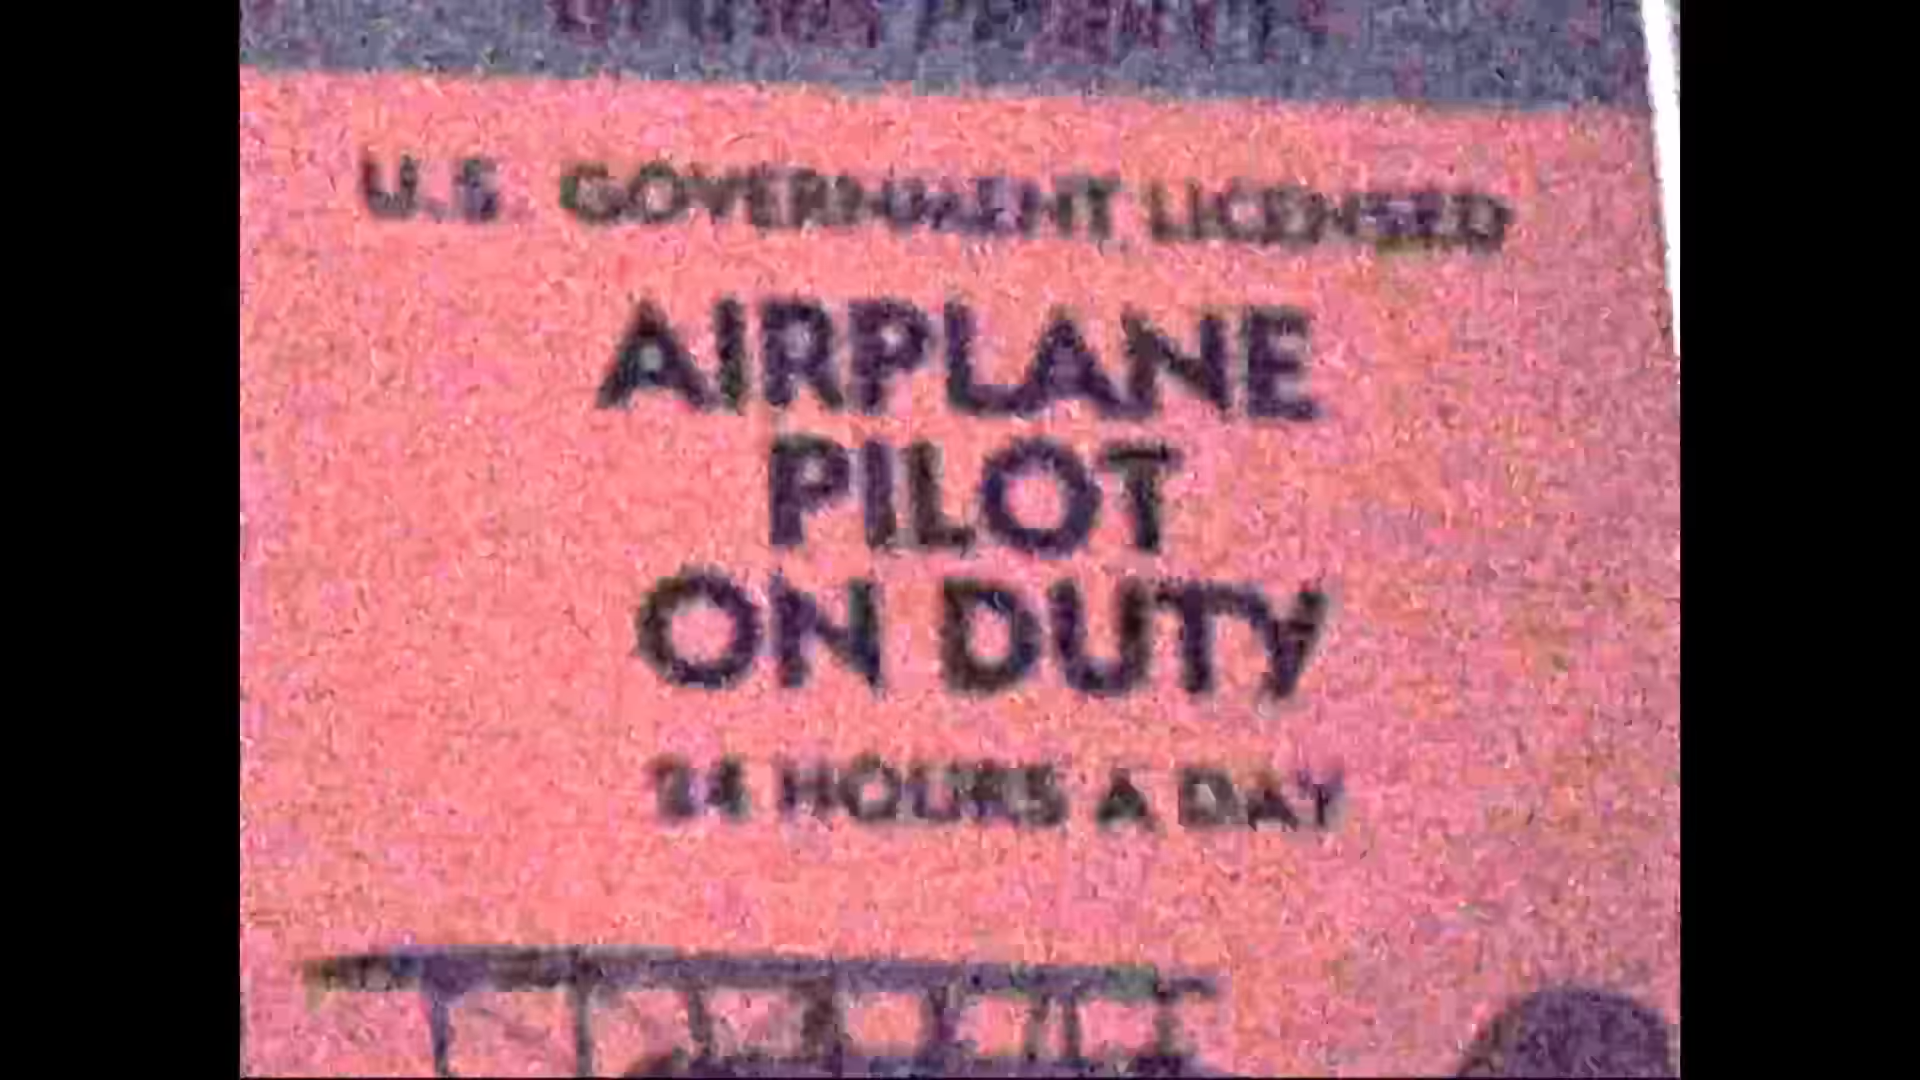 U.S. GOVERNMENT LICENSED
AIRPLANE
PILOT
ON DUTY
24 HOURS A DAY